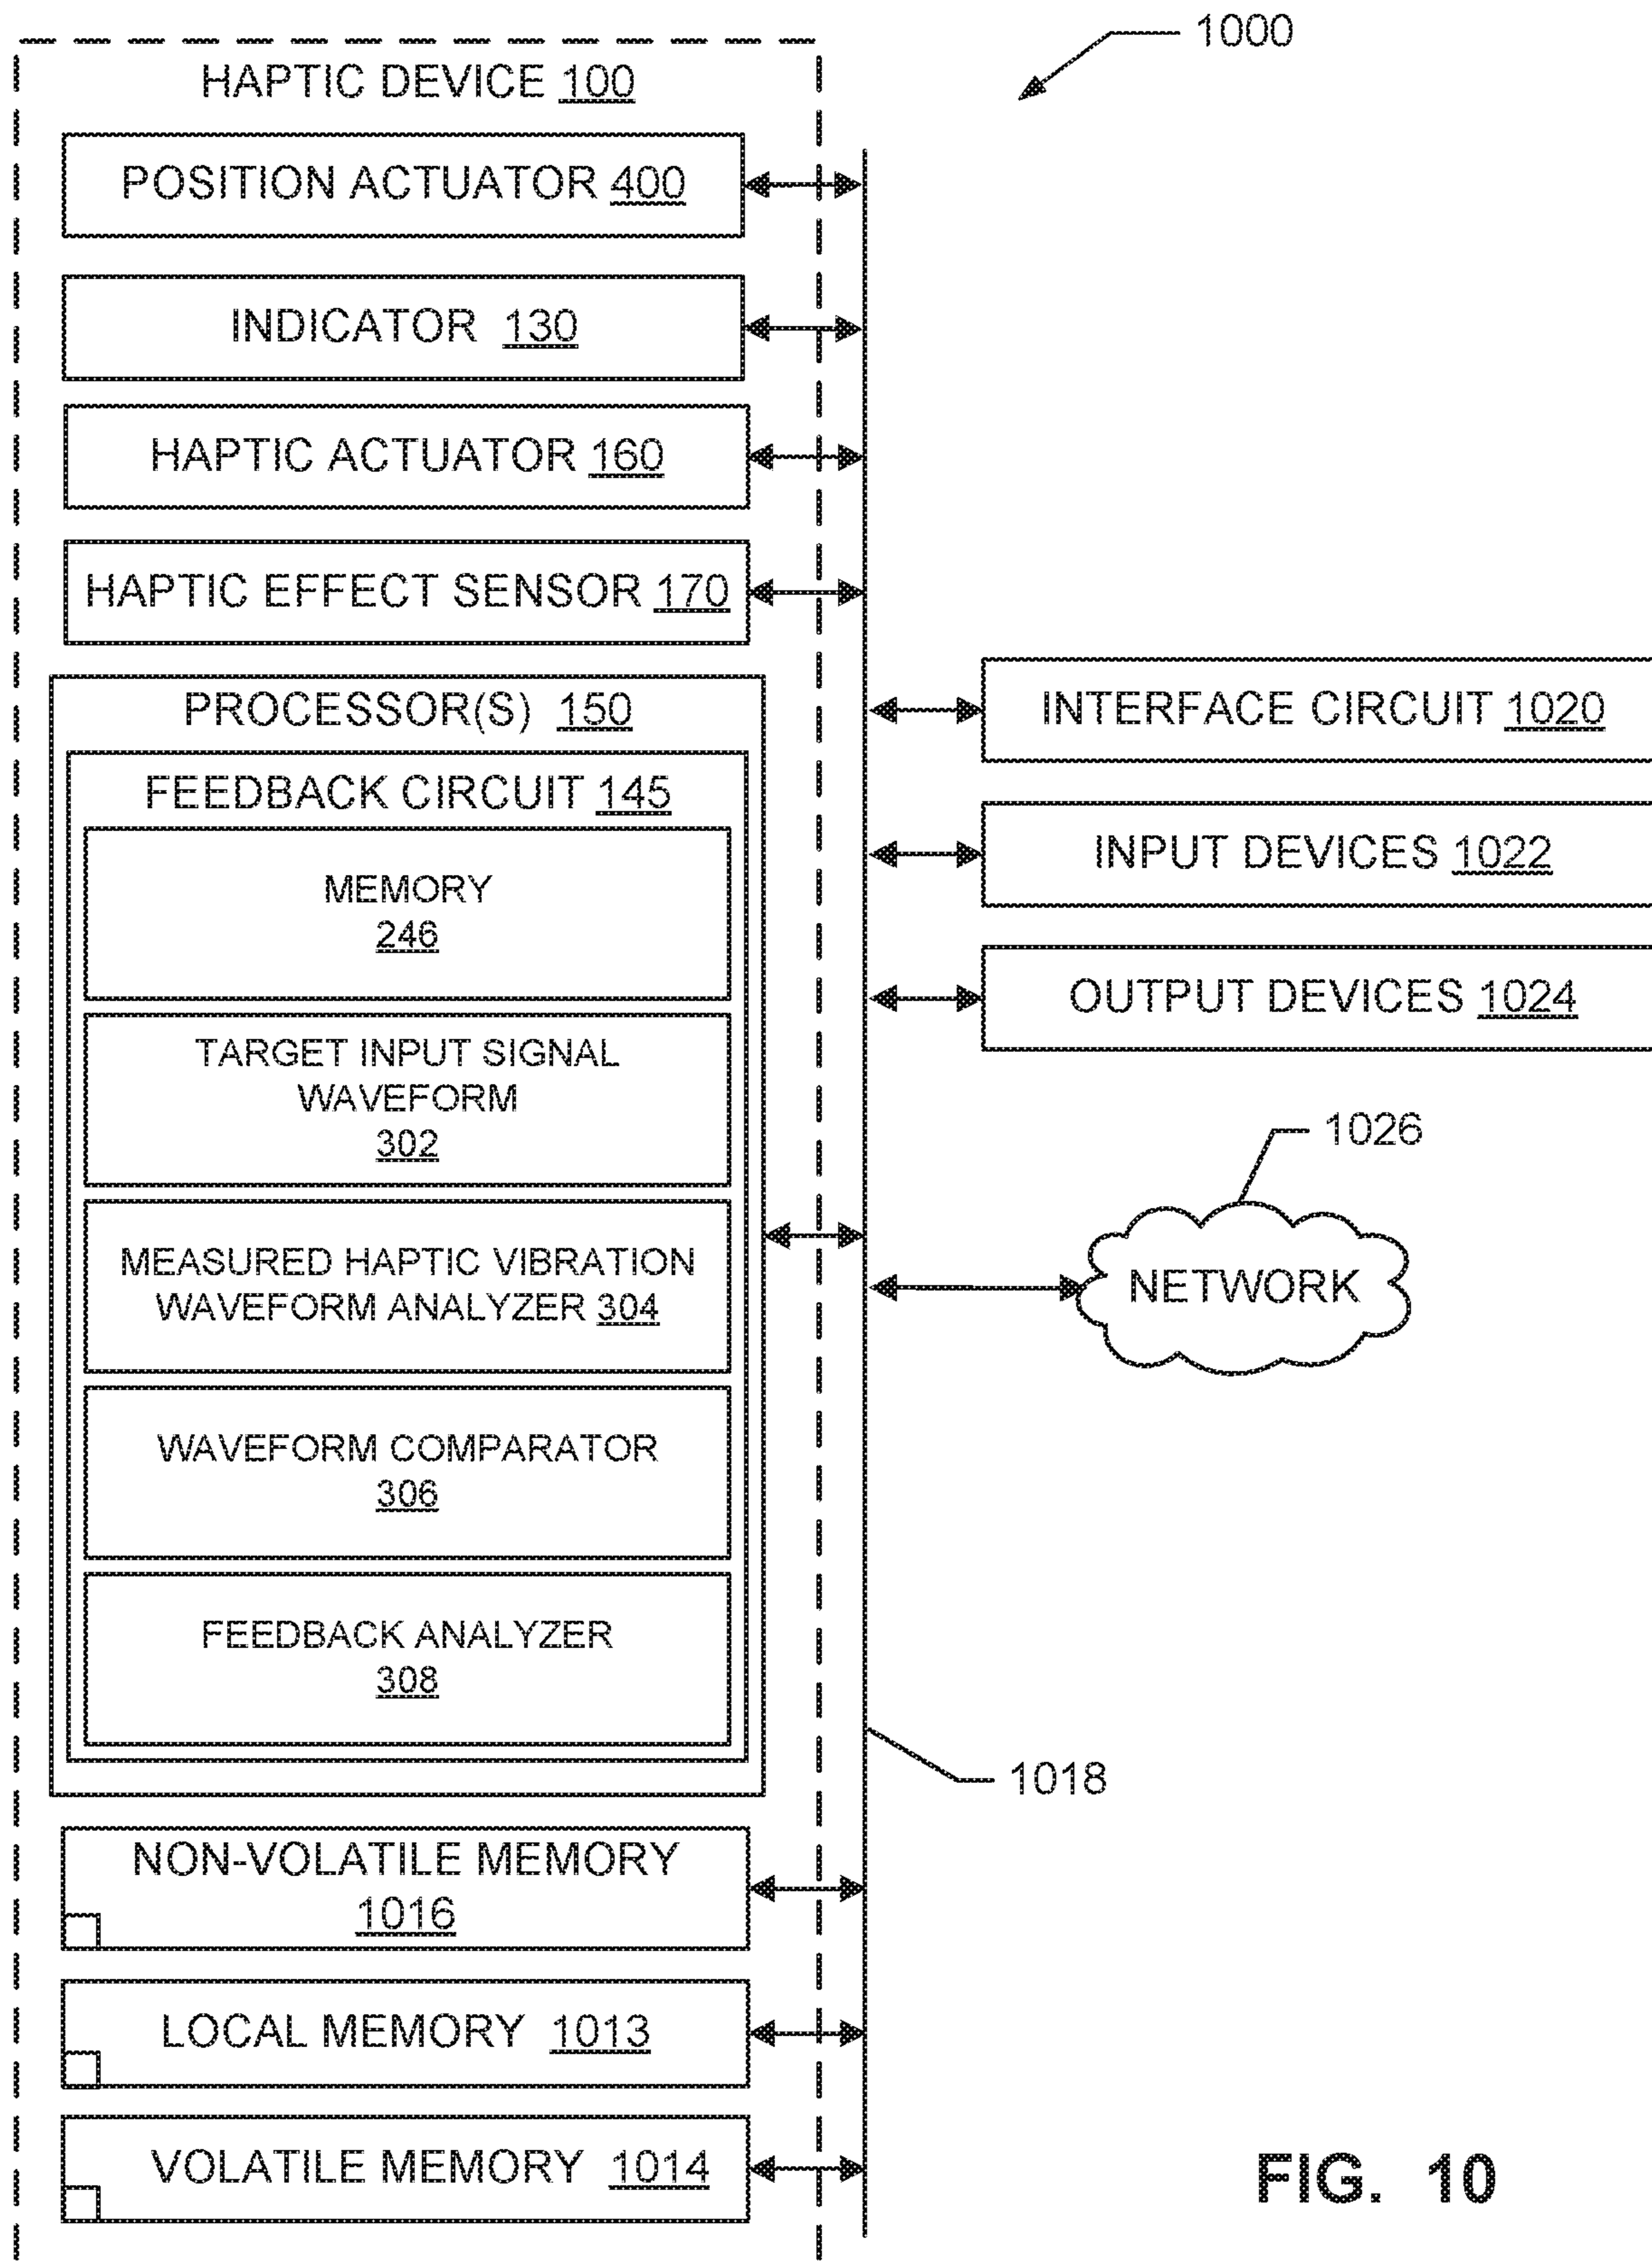 1000
HAPTIC DEVICE 100
POSITION ACTUATOR 400
INDICATOR 130
HAPTIC ACTUATOR 160
HAPTIC EFFECT SENSOR 170
PROCESSOR(S) 150
FEEDBACK CIRCUIT 145
MEMORY
246
TARGET INPUT SIGNAL
WAVEFORM
302
MEASURED HAPTIC VIBRATION
WAVEFORM ANALYZER 304
WAVEFORM COMPARATOR
306
FEEDBACK ANALYZER
308
NON-VOLATILE MEMORY
1016
LOCAL MEMORY 1013
VOLATILE MEMORY 1014
INTERFACE CIRCUIT 1020
INPUT DEVICES 1022
OUTPUT DEVICES 1024
1026
NETWORK
1018
FIG. 10